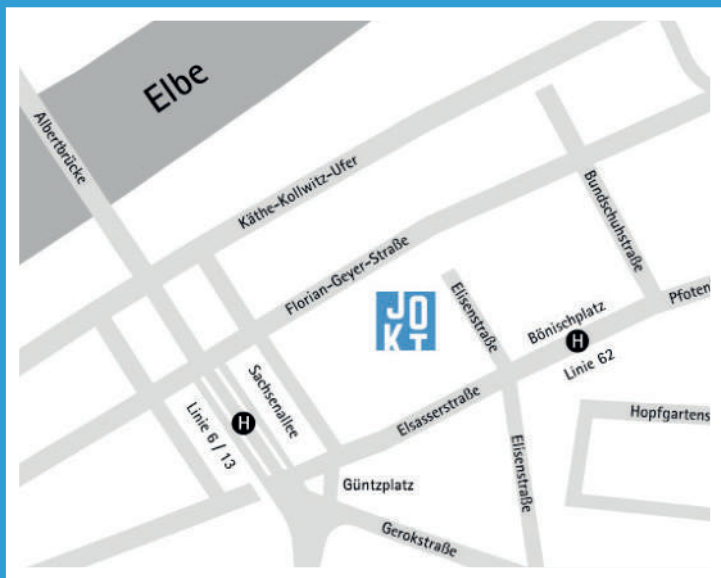 Elbe
Albertbrücke
Käthe-Kollwitz-Ufer
Florian-Geyer-Straße
Bundschuhstraße
JO
KT
Elisenstraße
Bönischplatz
Pfoten
H
Linie 62
Sachsenallee
H
Linie 6 / 13
Elsasserstraße
Hopfgartens
Elisenstraße
Güntzplatz
Gerokstraße